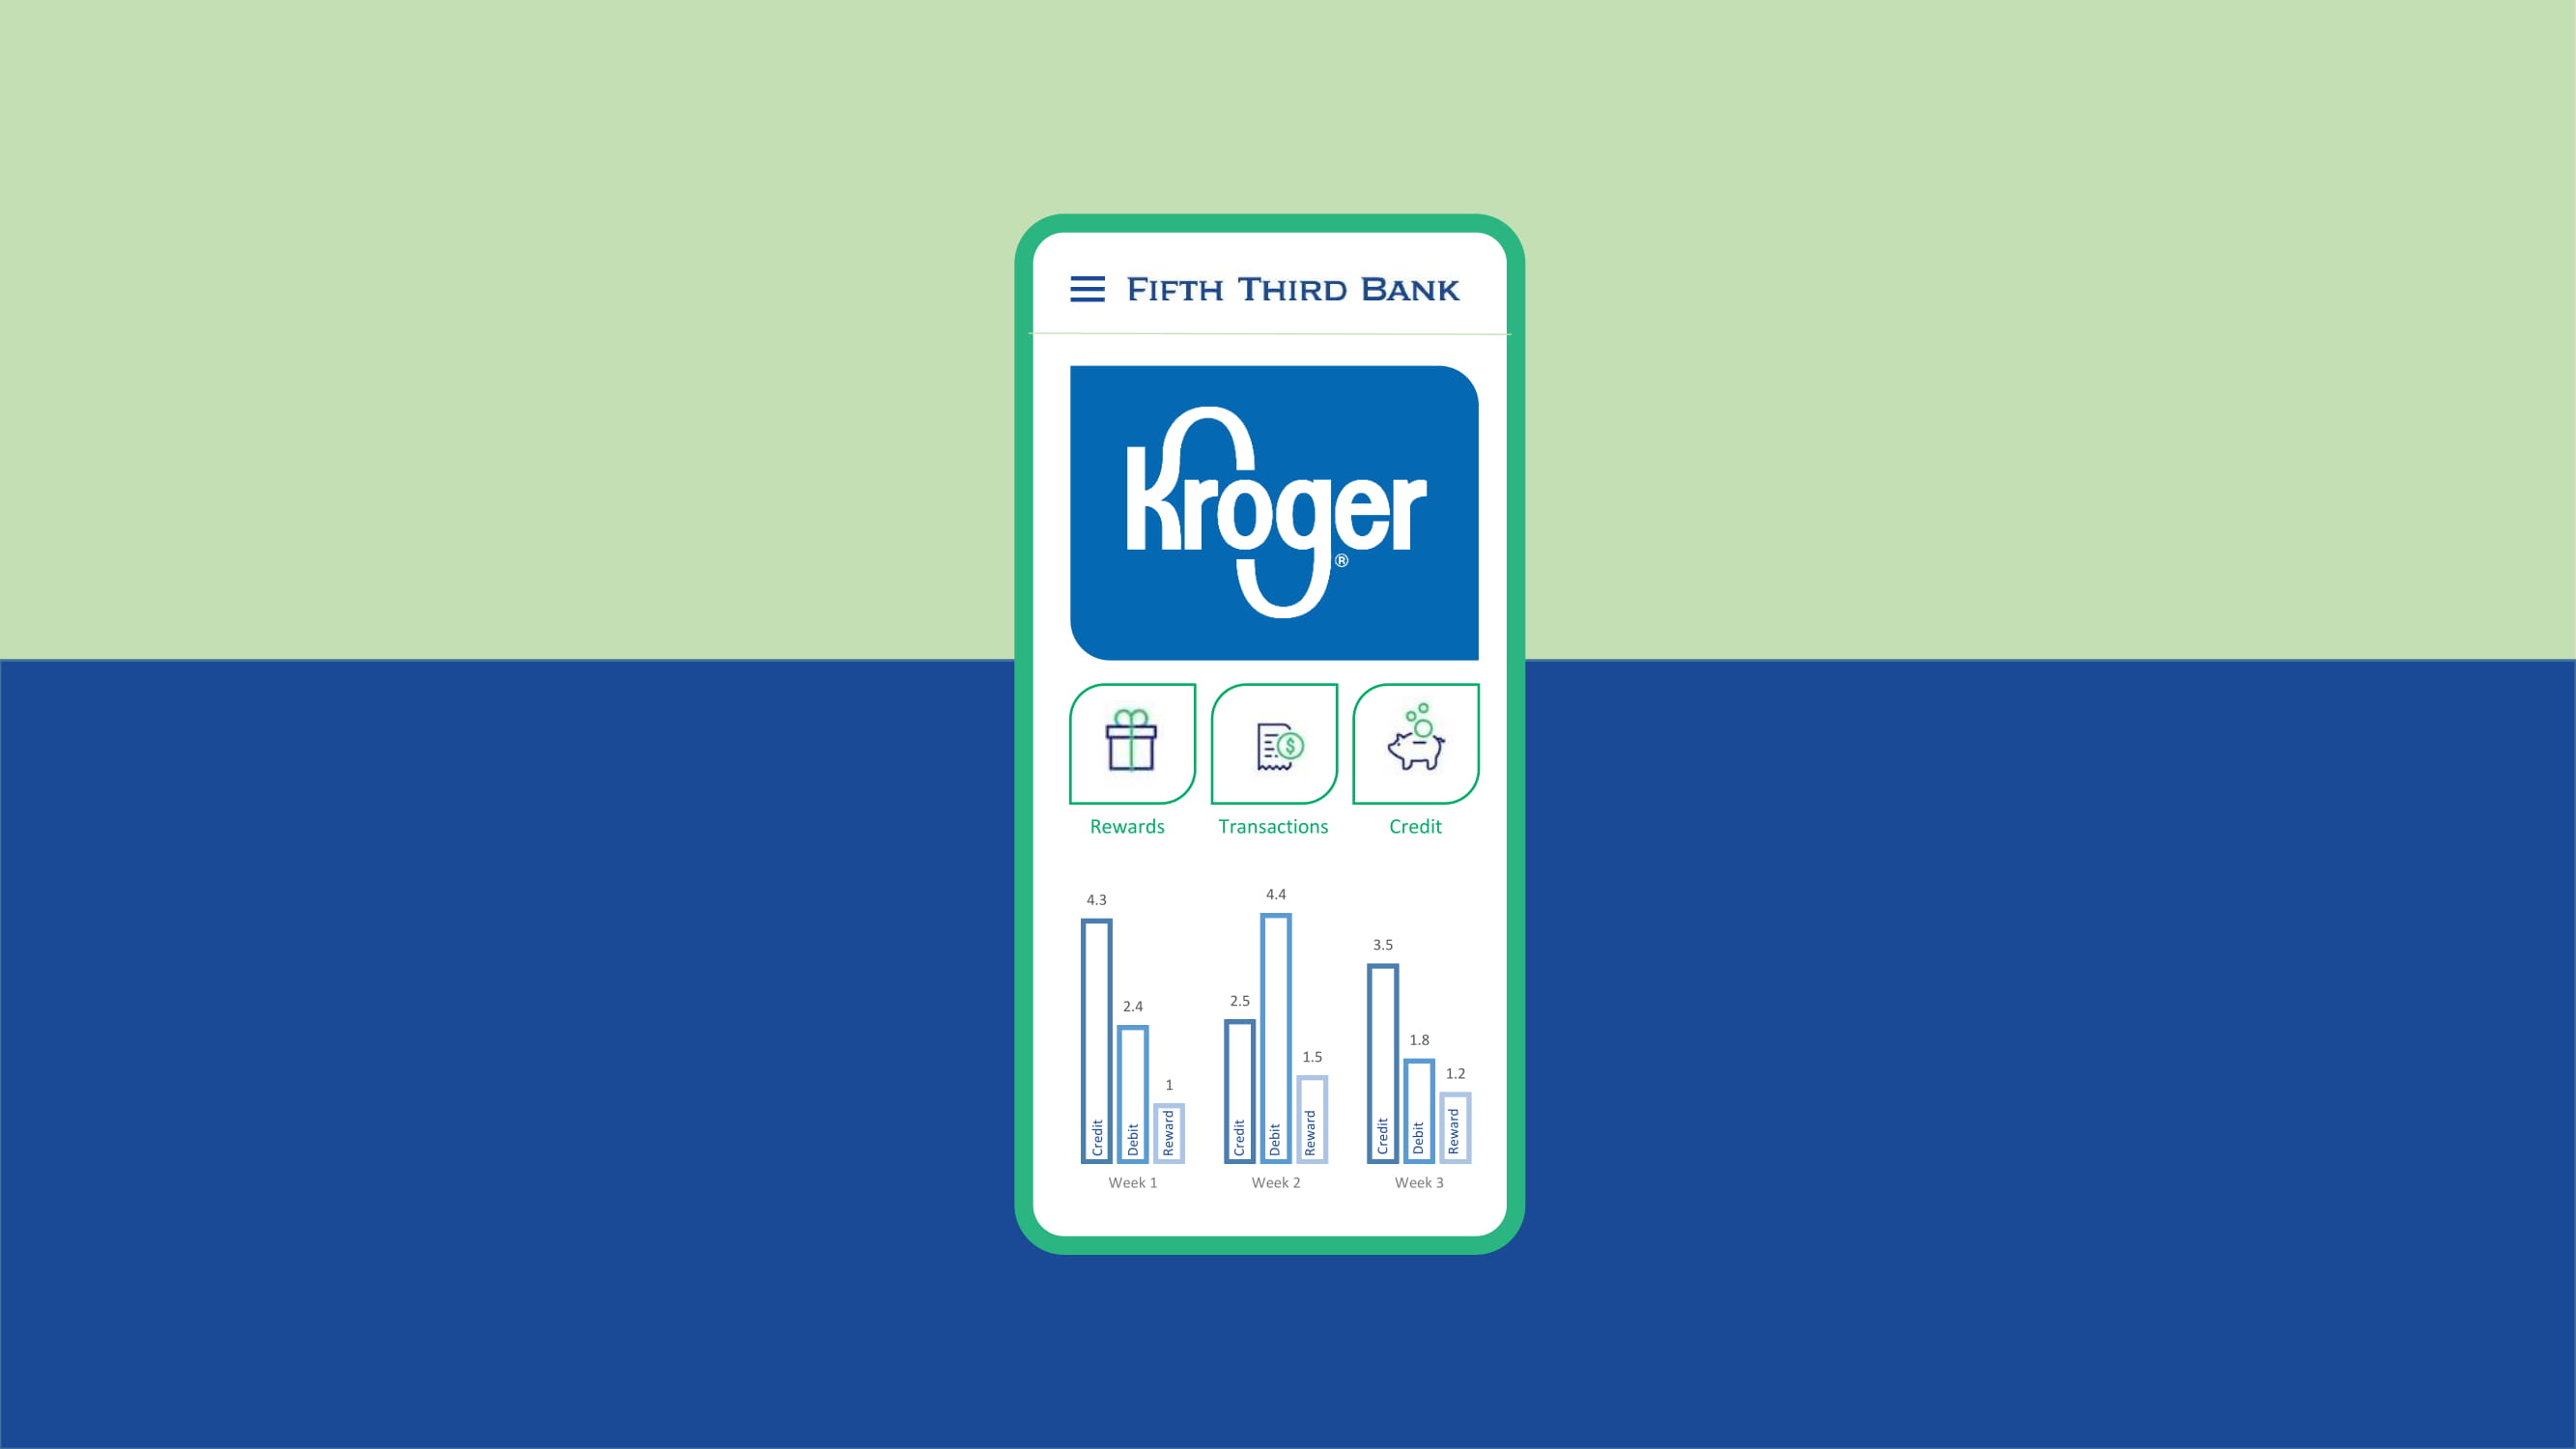 FIFTH THIRD BANK
Kroger
®
Rewards Transactions Credit
4.3 2.4 1 2.5 4.4 1.5 3.5 1.8 1.2
Credit Debit Reward Credit Debit Reward Credit Debit Reward
Week 1 Week 2 Week 3